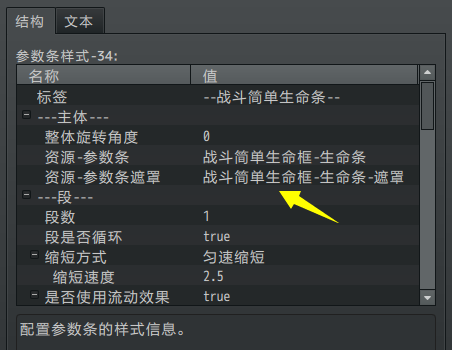 结构 文本
参数条样式-34:
名称 值
标签 --战斗简单生命条--
---主体---
整体旋转角度 0
资源-参数条 战斗简单生命框-生命条
资源-参数条遮罩 战斗简单生命框-生命条-遮罩
---段---
段数 1
段是否循环 true
缩短方式 匀速缩短
缩短速度 2.5
是否使用流动效果 true
配置参数条的样式信息。